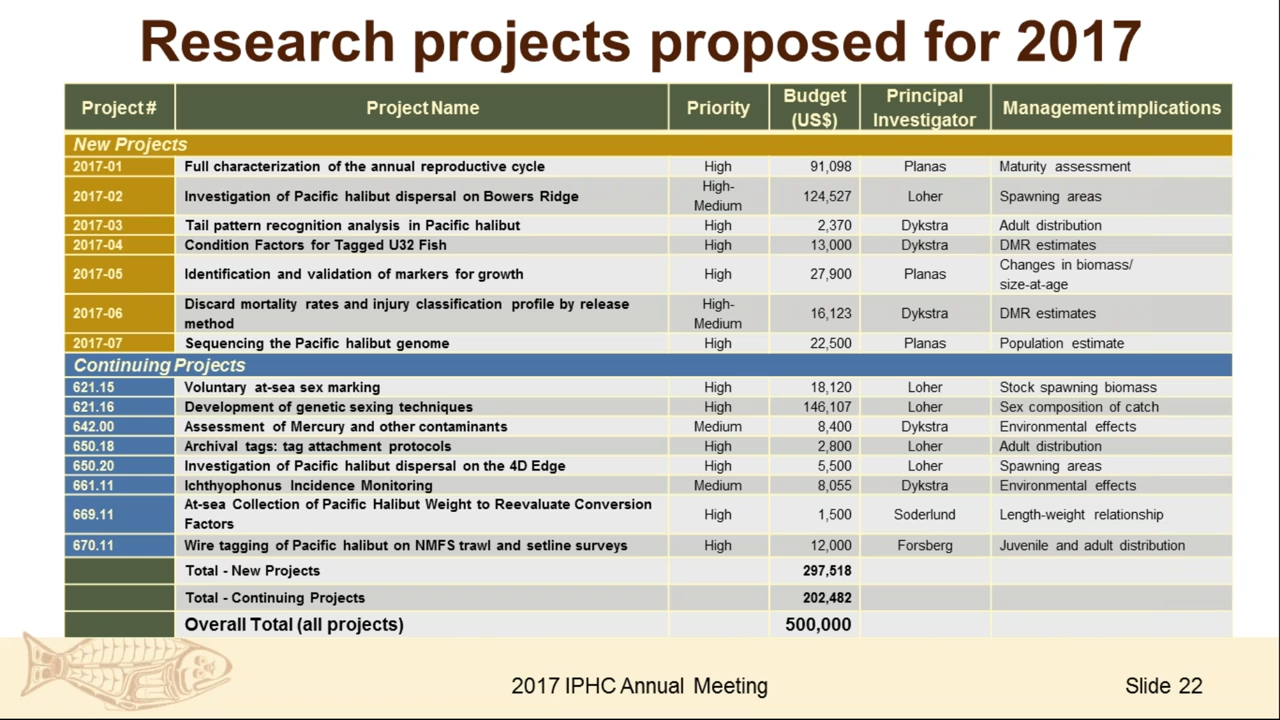 Research projects proposed for 2017
Project # Project Name Priority Budget (US$) Principal Investigator Management implications
New Projects
2017-01 Full characterization of the annual reproductive cycle High 91,098 Planas Maturity assessment
2017-02 Investigation of Pacific halibut dispersal on Bowers Ridge High-Medium 124,527 Loher Spawning areas
2017-03 Tail pattern recognition analysis in Pacific halibut High 2,370 Dykstra Adult distribution
2017-04 Condition Factors for Tagged U32 Fish High 13,000 Dykstra DMR estimates
2017-05 Identification and validation of markers for growth High 27,900 Planas Changes in biomass/ size-at-age
2017-06 Discard mortality rates and injury classification profile by release method High-Medium 16,123 Dykstra DMR estimates
2017-07 Sequencing the Pacific halibut genome High 22,500 Planas Population estimate
Continuing Projects
621.15 Voluntary at-sea sex marking High 18,120 Loher Stock spawning biomass
621.16 Development of genetic sexing techniques High 146,107 Loher Sex composition of catch
642.00 Assessment of Mercury and other contaminants Medium 8,400 Dykstra Environmental effects
650.18 Archival tags: tag attachment protocols High 2,800 Loher Adult distribution
650.20 Investigation of Pacific halibut dispersal on the 4D Edge High 5,500 Loher Spawning areas
661.11 Ichthyophonus Incidence Monitoring Medium 8,055 Dykstra Environmental effects
669.11 At-sea Collection of Pacific Halibut Weight to Reevaluate Conversion Factors High 1,500 Soderlund Length-weight relationship
670.11 Wire tagging of Pacific halibut on NMFS trawl and setline surveys High 12,000 Forsberg Juvenile and adult distribution
Total - New Projects 297,518
Total - Continuing Projects 202,482
Overall Total (all projects) 500,000
2017 IPHC Annual Meeting
Slide 22